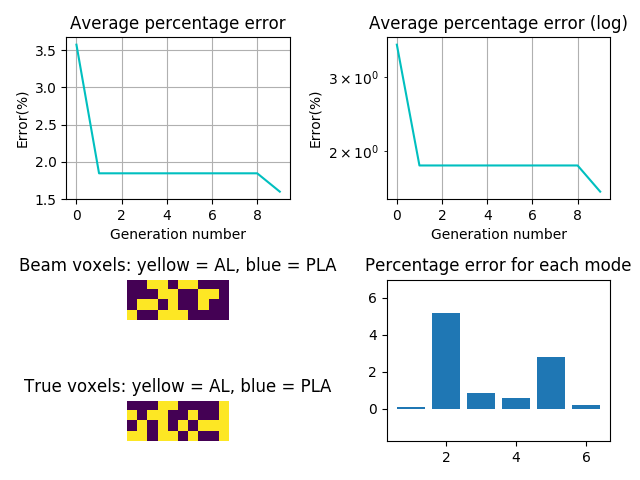 Average percentage error
Error(%)
3.5
3.0
2.5
2.0
1.5
0 2 4 6 8
Generation number
Average percentage error (log)
Error(%)
3 × 10⁰
2 × 10⁰
0 2 4 6 8
Generation number
Beam voxels: yellow = AL, blue = PLA
True voxels: yellow = AL, blue = PLA
Percentage error for each mode
6
4
2
0
2 4 6